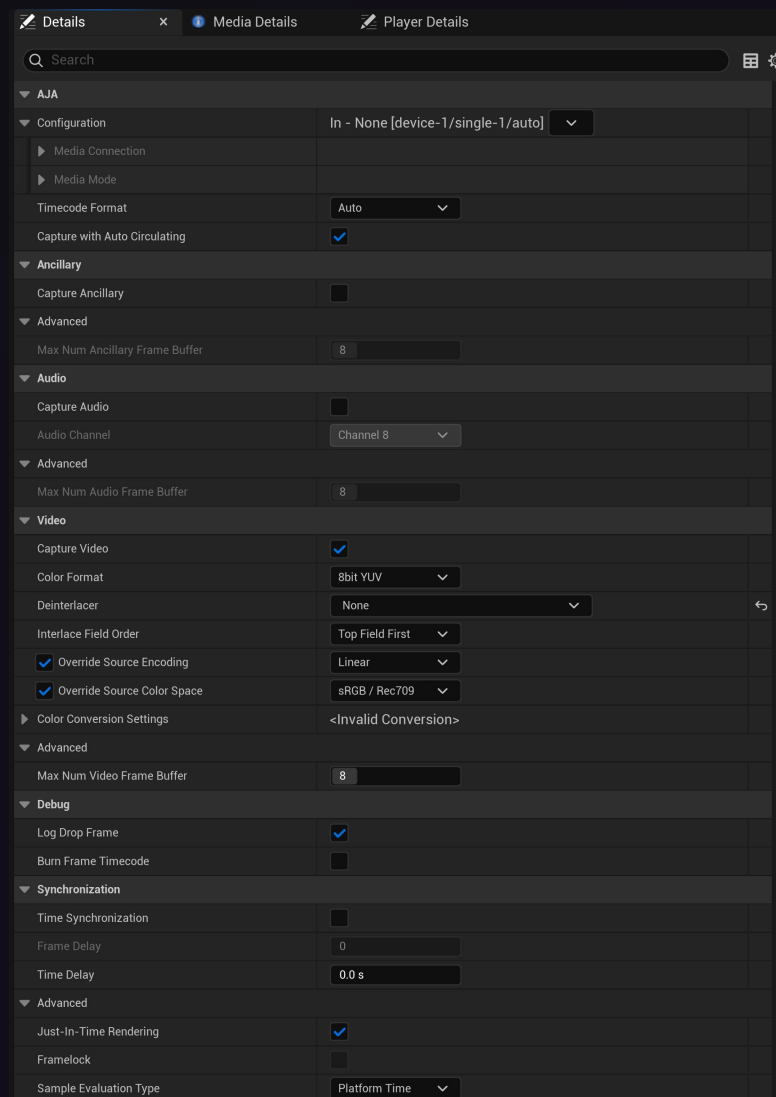 Details
Media Details
Player Details
Search
AJA
Configuration In - None [device-1/single-1/auto]
Media Connection
Media Mode
Timecode Format Auto
Capture with Auto Circulating
Ancillary
Capture Ancillary
Advanced
Max Num Ancillary Frame Buffer 8
Audio
Capture Audio
Audio Channel Channel 8
Advanced
Max Num Audio Frame Buffer 8
Video
Capture Video
Color Format 8bit YUV
Deinterlacer None
Interlace Field Order Top Field First
Override Source Encoding Linear
Override Source Color Space sRGB / Rec709
Color Conversion Settings <Invalid Conversion>
Advanced
Max Num Video Frame Buffer 8
Debug
Log Drop Frame
Burn Frame Timecode
Synchronization
Time Synchronization
Frame Delay 0
Time Delay 0.0 s
Advanced
Just-In-Time Rendering
Framelock
Sample Evaluation Type Platform Time